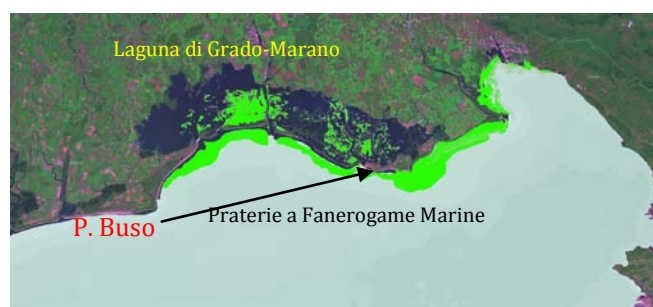 Laguna di Grado-Marano
P. Buso
Praterie a Fanerogame Marine